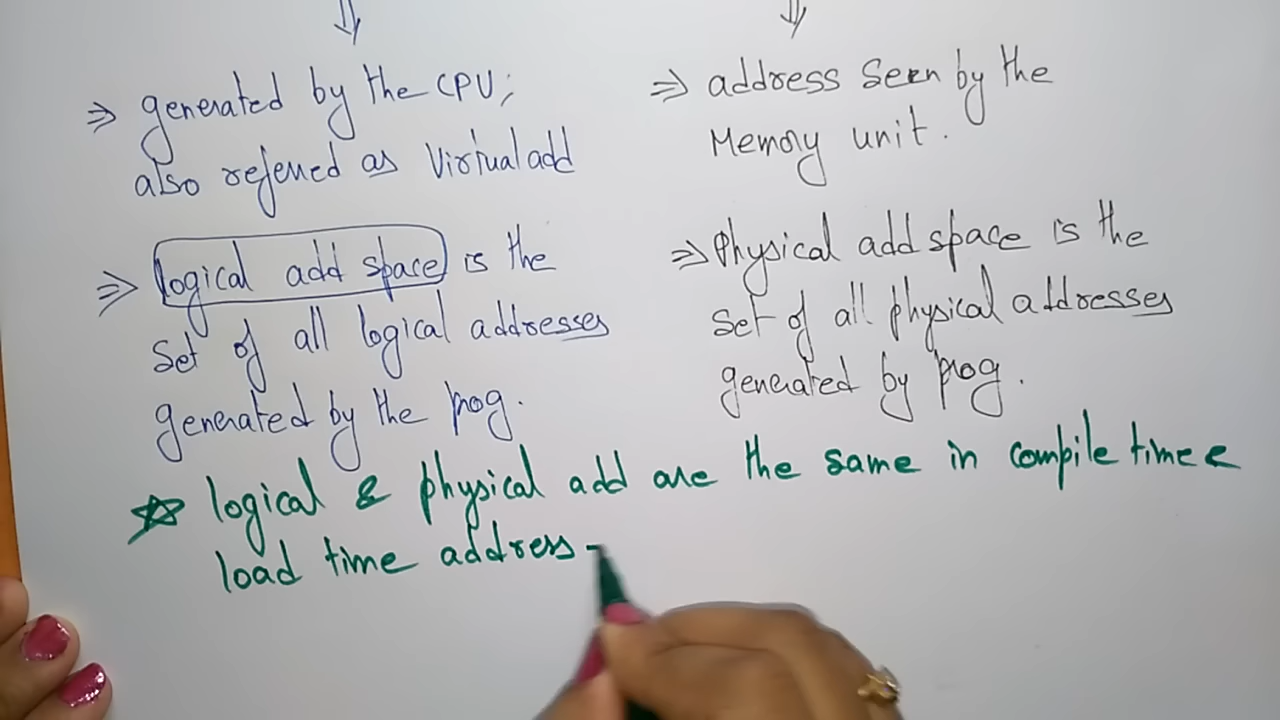 ⇒ generated by the CPU;
also referred as Virtual add
⇒ logical add space is the
set of all logical addresses
generated by the prog.
⇒ address seen by the
Memory unit.
⇒ Physical add space is the
set of all physical addresses
generated by prog.
☆ logical & physical add are the same in compile time &
load time address -